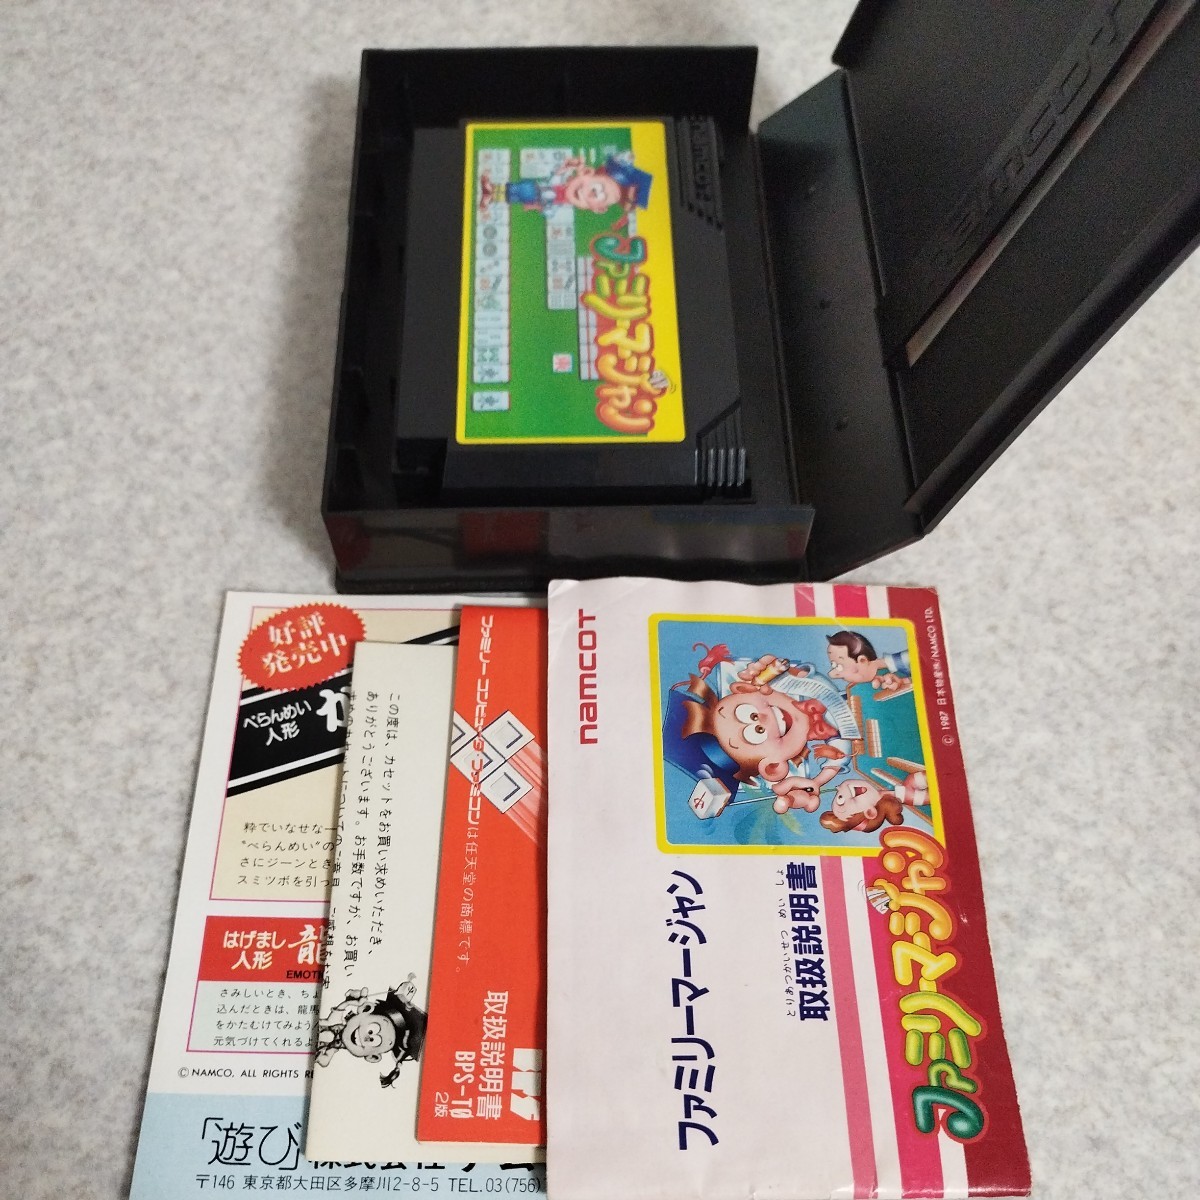 namcot
ファミリーマージャン
好評
発売中
べらんめい
人形
粋でいなせな
"べらんめい"の
さにジーンとき
スミツボを引っ
はげまし
人形
龍
EMOTI
さみしいとき、ちょ
込んだときは、龍馬
をかたむけてみよう
元気づけてくれるよ
© NAMCO, ALL RIGHTS RE
「遊び」
〒146 東京都大田区多摩川2-8-5 TEL.03(756)
この度は、カセットをお買い求めいただき、
ありがとうございます。お手数ですが、お買い
ファミリーコンピュータ・ファミコンは任天堂の商標です。
取扱説明書
BPS-T0
2版
namcot
ファミリーマージャン
取扱説明書
とりあつかいせつめいしょ
ファミリーマージャン
© 1987 日本物産㈱/NAMCO LTD.